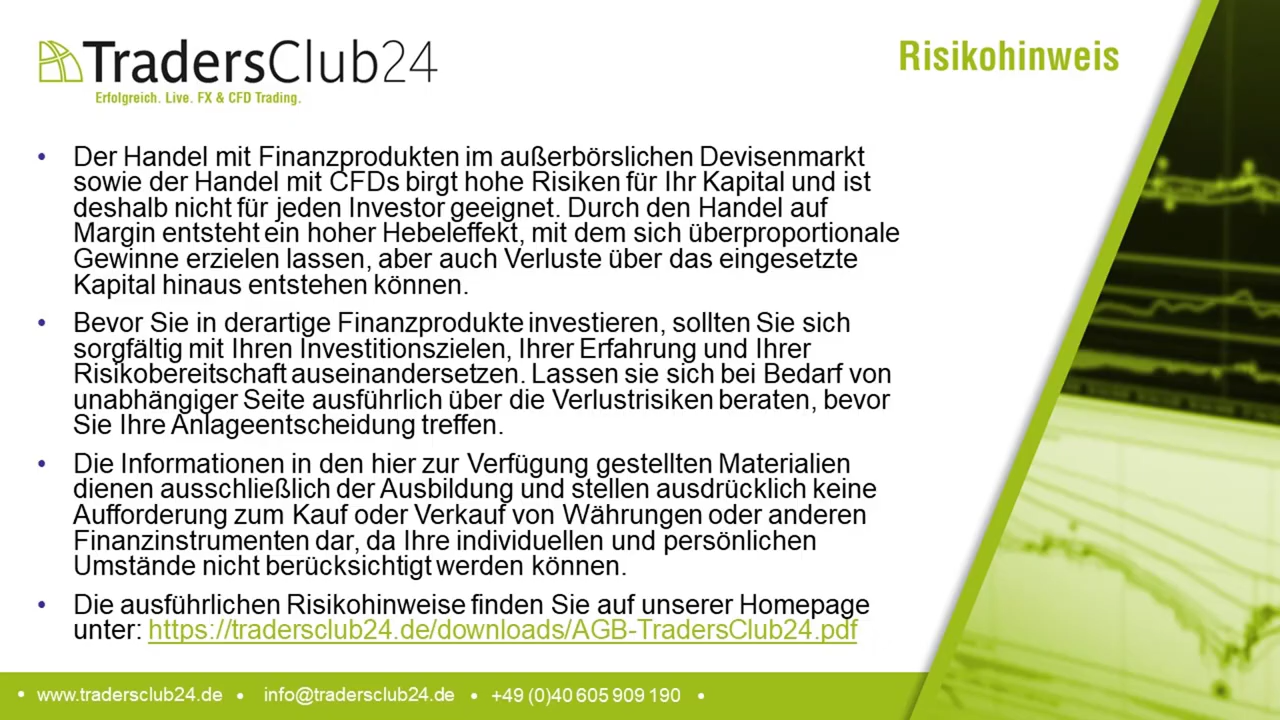 TradersClub24
Erfolgreich. Live. FX & CFD Trading.
Risikohinweis
• Der Handel mit Finanzprodukten im außerbörslichen Devisenmarkt
sowie der Handel mit CFDs birgt hohe Risiken für Ihr Kapital und ist
deshalb nicht für jeden Investor geeignet. Durch den Handel auf
Margin entsteht ein hoher Hebeleffekt, mit dem sich überproportionale
Gewinne erzielen lassen, aber auch Verluste über das eingesetzte
Kapital hinaus entstehen können.
• Bevor Sie in derartige Finanzprodukte investieren, sollten Sie sich
sorgfältig mit Ihren Investitionszielen, Ihrer Erfahrung und Ihrer
Risikobereitschaft auseinandersetzen. Lassen sie sich bei Bedarf von
unabhängiger Seite ausführlich über die Verlustrisiken beraten, bevor
Sie Ihre Anlageentscheidung treffen.
• Die Informationen in den hier zur Verfügung gestellten Materialien
dienen ausschließlich der Ausbildung und stellen ausdrücklich keine
Aufforderung zum Kauf oder Verkauf von Währungen oder anderen
Finanzinstrumenten dar, da Ihre individuellen und persönlichen
Umstände nicht berücksichtigt werden können.
• Die ausführlichen Risikohinweise finden Sie auf unserer Homepage
unter: https://tradersclub24.de/downloads/AGB-TradersClub24.pdf
• www.tradersclub24.de • info@tradersclub24.de • +49 (0)40 605 909 190 •